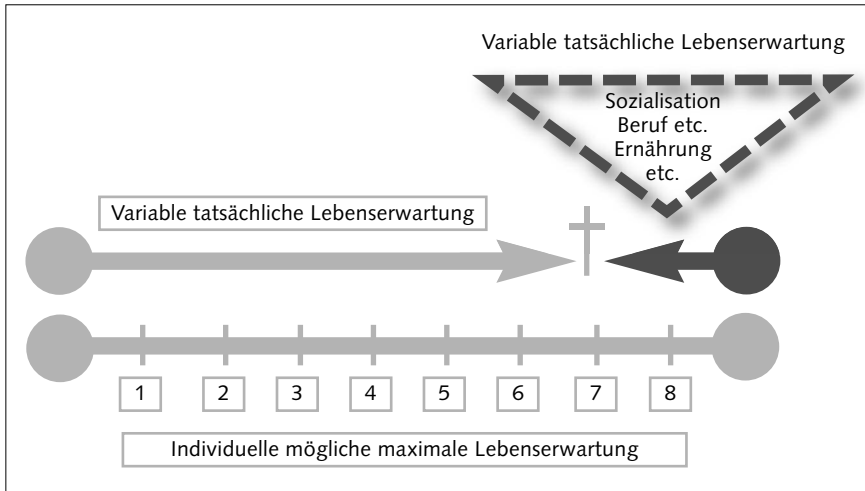 Variable tatsächliche Lebenserwartung
Sozialisation
Beruf etc.
Ernährung
etc.
Variable tatsächliche Lebenserwartung
1 2 3 4 5 6 7 8
Individuelle mögliche maximale Lebenserwartung